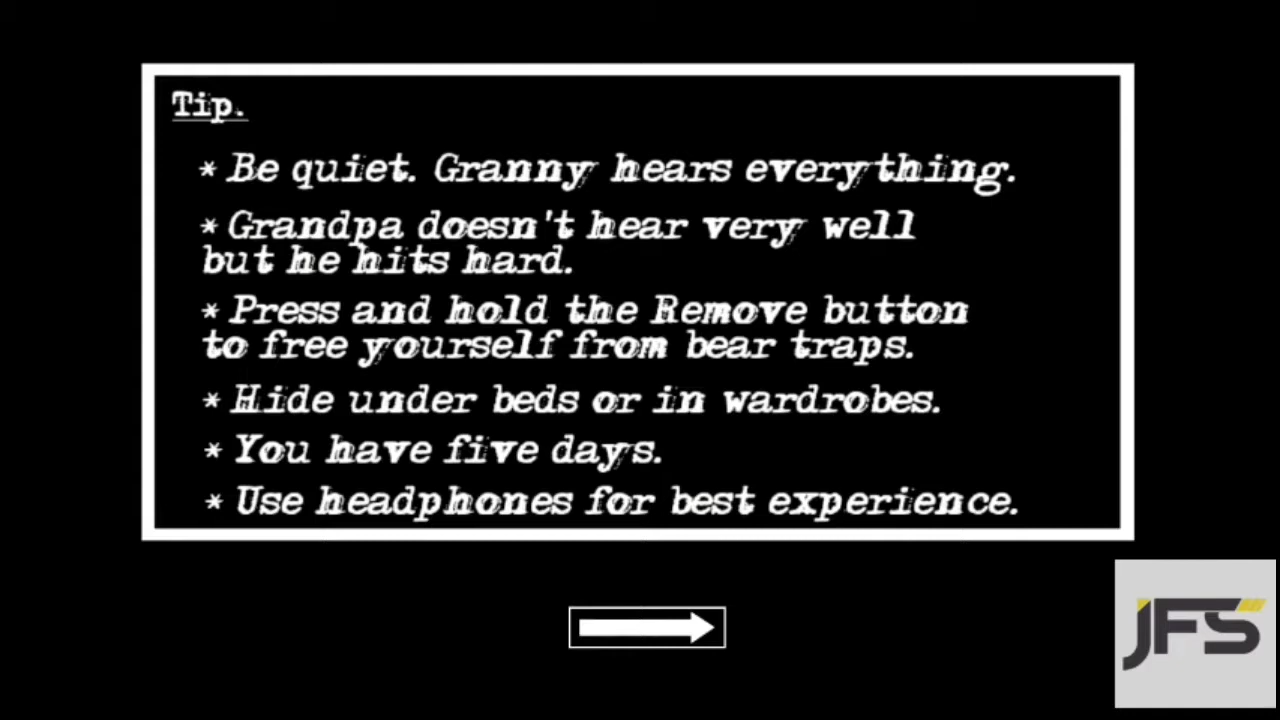 Tip.
* Be quiet. Granny hears everything.
* Grandpa doesn't hear very well
but he hits hard.
* Press and hold the Remove button
to free yourself from bear traps.
* Hide under beds or in wardrobes.
* You have five days.
* Use headphones for best experience.
JFS